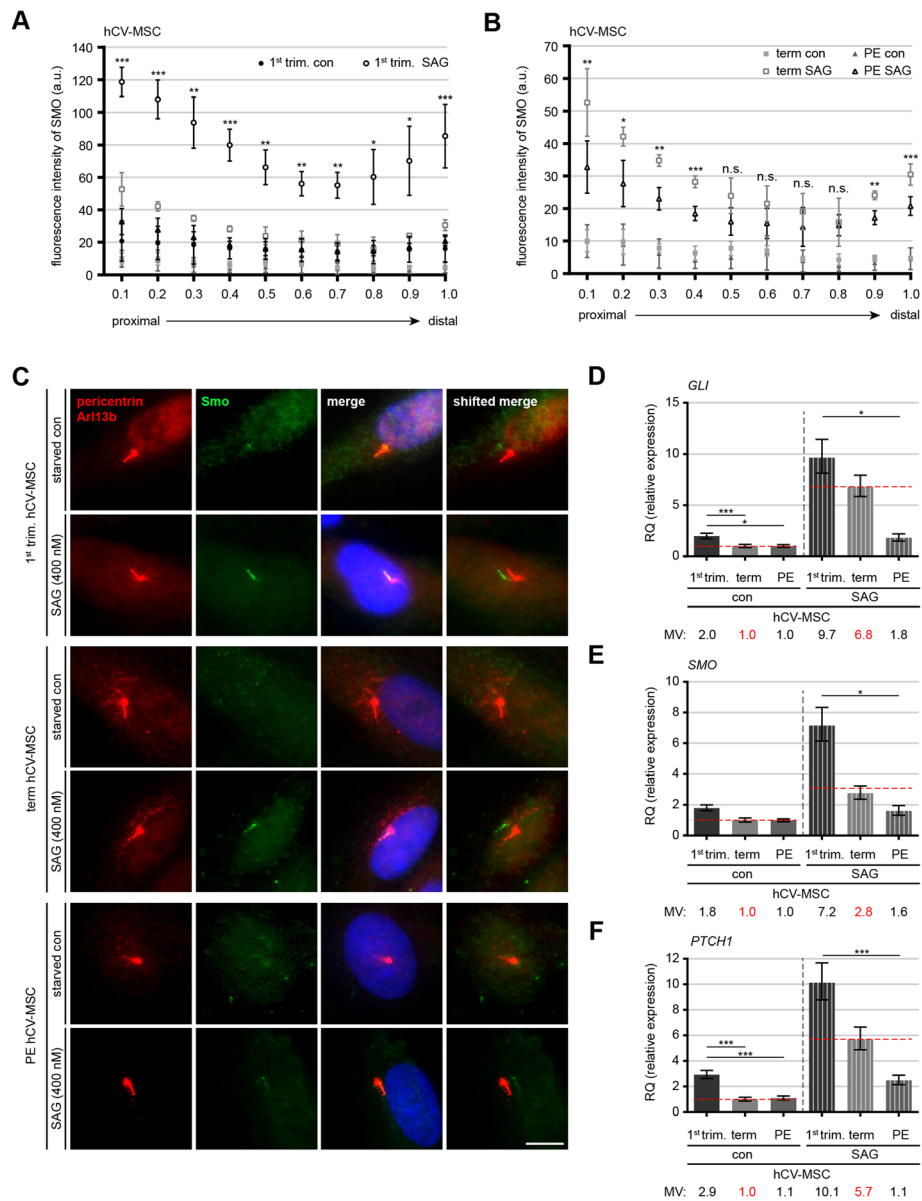 A
hCV-MSC
1st trim. con 1st trim. SAG
fluorescence intensity of SMO (a.u.)
140
120
100
80
60
40
20
0
*** *** ** *** ** ** ** * * ***
0.1 0.2 0.3 0.4 0.5 0.6 0.7 0.8 0.9 1.0
proximal distal
B
hCV-MSC
term con PE con
term SAG PE SAG
fluorescence intensity of SMO (a.u.)
70
60
50
40
30
20
10
0
** * ** *** n.s. n.s. n.s. n.s. ** ***
0.1 0.2 0.3 0.4 0.5 0.6 0.7 0.8 0.9 1.0
proximal distal
C
pericentrin Smo merge shifted merge
Arl13b
1st trim. hCV-MSC
starved con
SAG (400 nM)
term hCV-MSC
starved con
SAG (400 nM)
PE hCV-MSC
starved con
SAG (400 nM)
D
GLI
RQ (relative expression)
15
10
5
0
*** * *
1st trim. term PE 1st trim. term PE
con SAG
hCV-MSC
MV: 2.0 1.0 1.0 9.7 6.8 1.8
E
SMO
RQ (relative expression)
10
8
6
4
2
0
*
1st trim. term PE 1st trim. term PE
con SAG
hCV-MSC
MV: 1.8 1.0 1.0 7.2 2.8 1.6
F
PTCH1
RQ (relative expression)
12
10
8
6
4
2
0
*** *** ***
1st trim. term PE 1st trim. term PE
con SAG
hCV-MSC
MV: 2.9 1.0 1.1 10.1 5.7 1.1